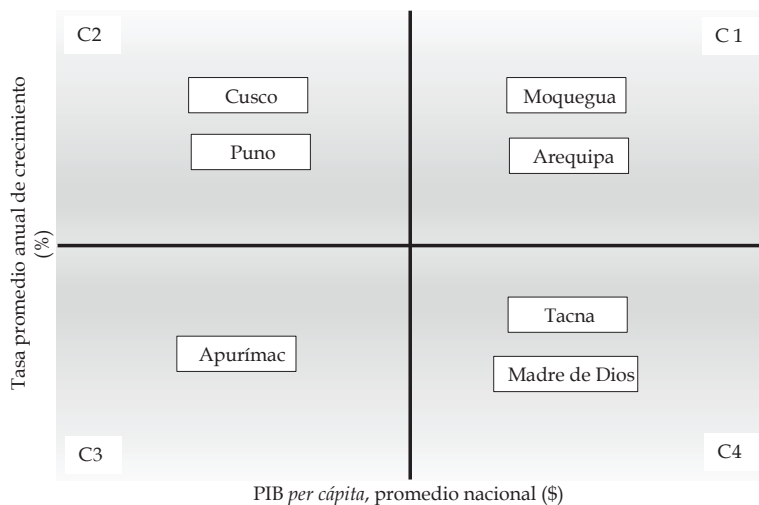 C2
C 1
Cusco
Moquegua
Puno
Arequipa
Tasa promedio anual de crecimiento
(%)
Tacna
Apurímac
Madre de Dios
C3
C4
PIB per cápita, promedio nacional ($)